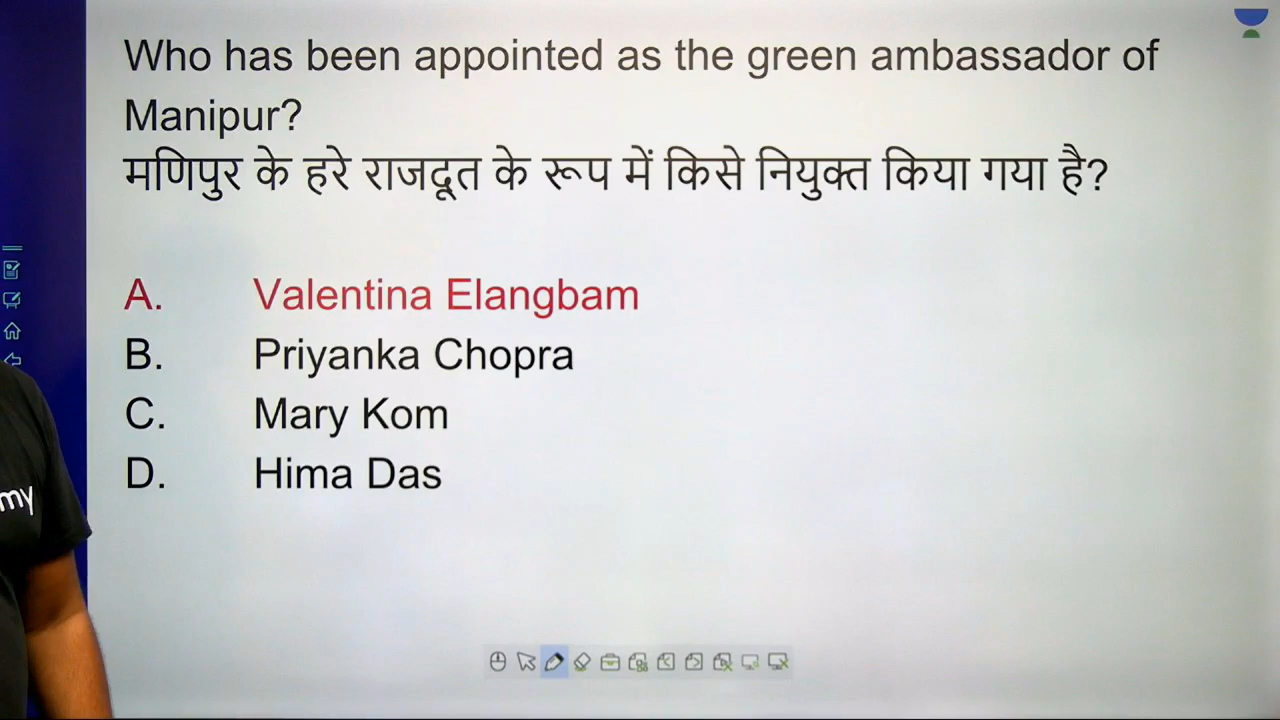 Who has been appointed as the green ambassador of
Manipur?
मणिपुर के हरे राजदूत के रूप में किसे नियुक्त किया गया है?
A. Valentina Elangbam
B. Priyanka Chopra
C. Mary Kom
D. Hima Das
my